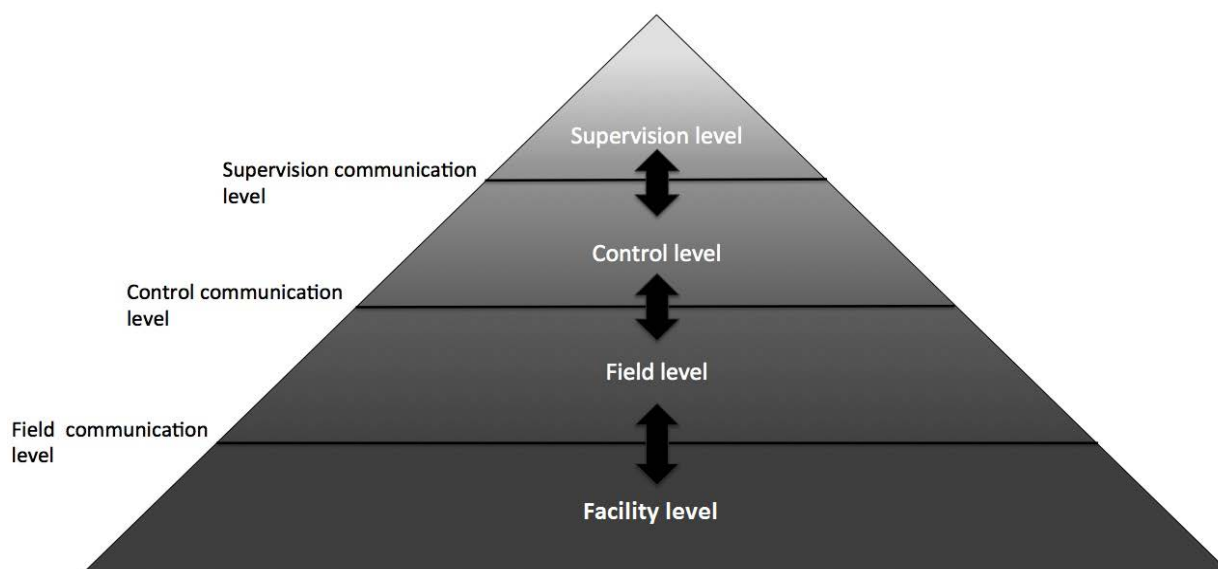 Supervision level
Supervision communication
level
Control level
Control communication
level
Field level
Field communication
level
Facility level